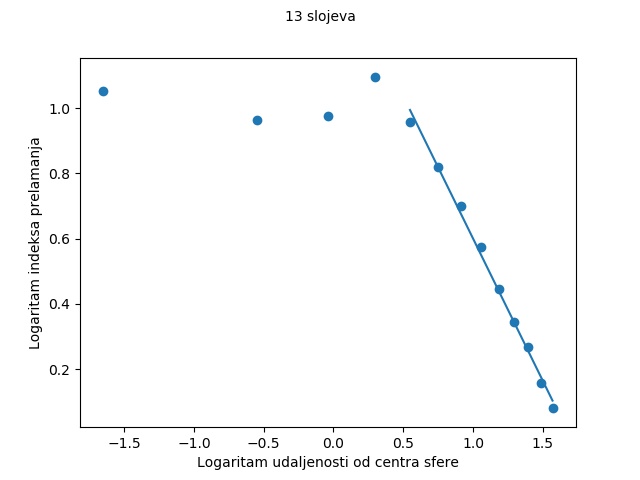 13 slojeva
1.0
0.8
0.6
0.4
0.2
Logaritam indeksa prelamanja
−1.5 −1.0 −0.5 0.0 0.5 1.0 1.5
Logaritam udaljenosti od centra sfere